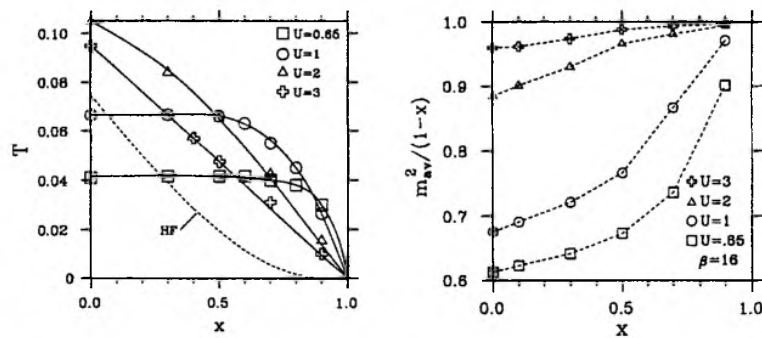 0.10
0.08
0.06
0.04
0.02
0
T
U=0.65
U=1
U=2
U=3
HF
0.0
0.5
1.0
x
1.0
0.9
0.8
0.7
0.6
m²av/(1-x)
U=3
U=2
U=1
U=.65
β=16
0.0
0.5
1.0
x